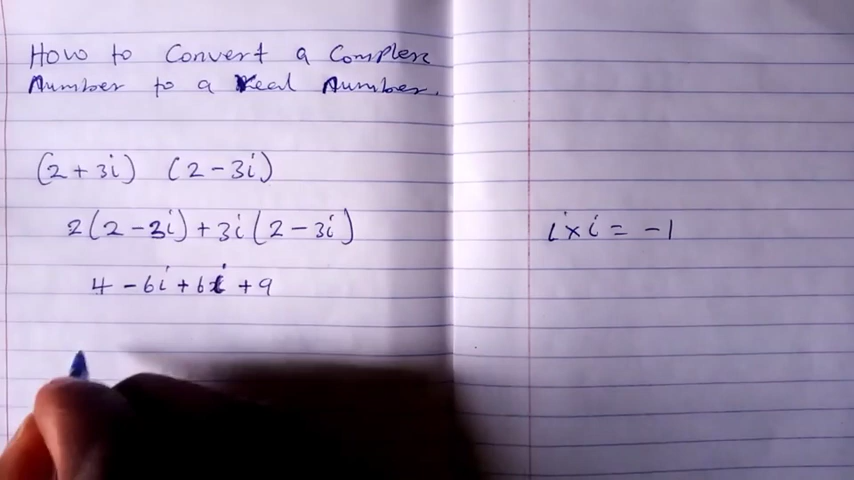 How to Convert a Complex
Number to a Real Number.
(2 + 3i) (2 - 3i)
2(2 - 3i) + 3i(2 - 3i)
i × i = -1
4 - 6i + 6i + 9